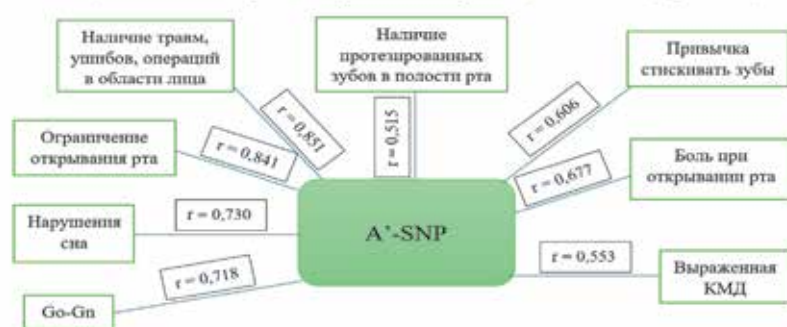 Наличие травм,
ушибов, операций
в области лица
Наличие
протезированных
зубов в полости рта
Привычка
стискивать зубы
r = 0,851
r = 0,515
r = 0,606
Ограничение
открывания рта
r = 0,841
r = 0,677
Боль при
открывании рта
Нарушения
сна
r = 0,730
A’-SNP
r = 0,553
Выраженная
КМД
r = 0,718
Go-Gn